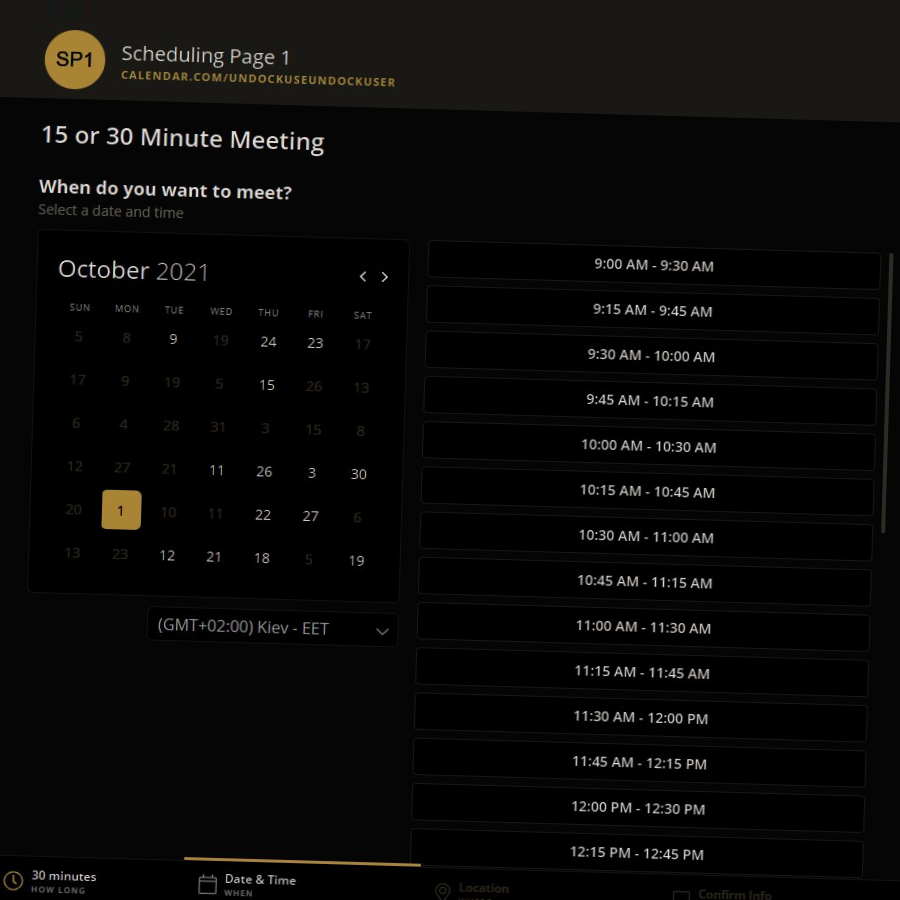 SP1
Scheduling Page 1
CALENDAR.COM/UNDOCKUSEUNDOCKUSER
15 or 30 Minute Meeting
When do you want to meet?
Select a date and time
October 2021
SUN MON TUE WED THU FRI SAT
5 8 9 19 24 23 17
17 9 19 5 15 26 13
6 4 28 31 3 15 8
12 27 21 11 26 3 30
20 1 10 11 22 27 6
13 23 12 21 18 5 19
(GMT+02:00) Kiev - EET
9:00 AM - 9:30 AM
9:15 AM - 9:45 AM
9:30 AM - 10:00 AM
9:45 AM - 10:15 AM
10:00 AM - 10:30 AM
10:15 AM - 10:45 AM
10:30 AM - 11:00 AM
10:45 AM - 11:15 AM
11:00 AM - 11:30 AM
11:15 AM - 11:45 AM
11:30 AM - 12:00 PM
11:45 AM - 12:15 PM
12:00 PM - 12:30 PM
12:15 PM - 12:45 PM
30 minutes
HOW LONG
Date & Time
WHEN
Location
Confirm Info